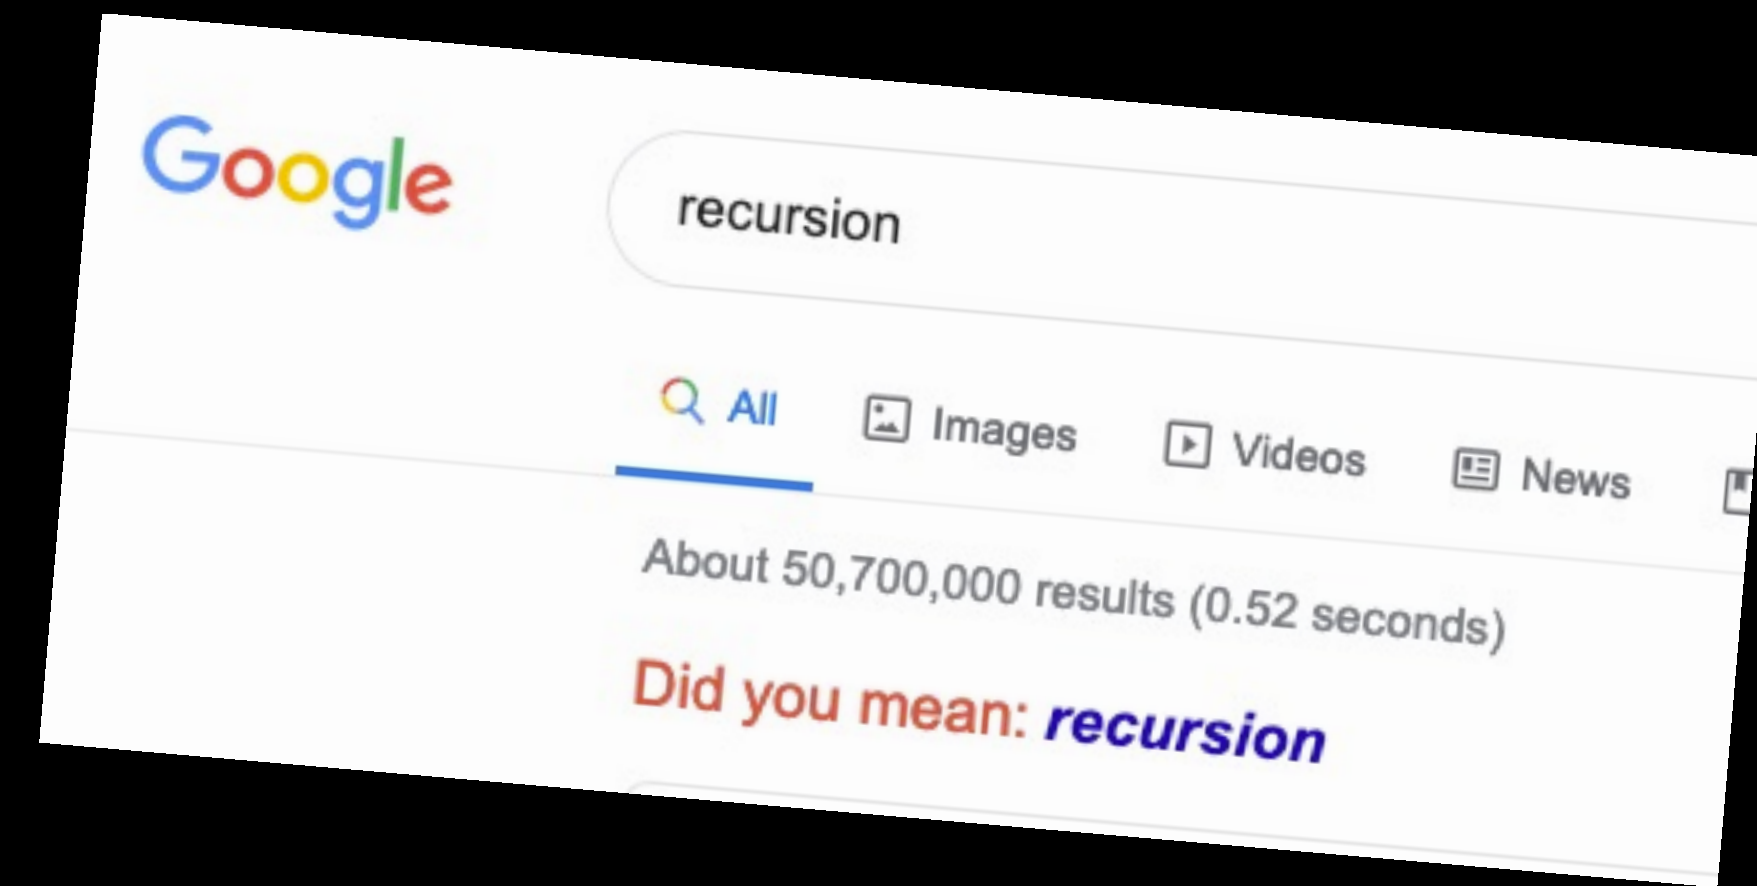 Google
recursion
All Images Videos News
About 50,700,000 results (0.52 seconds)
Did you mean: recursion